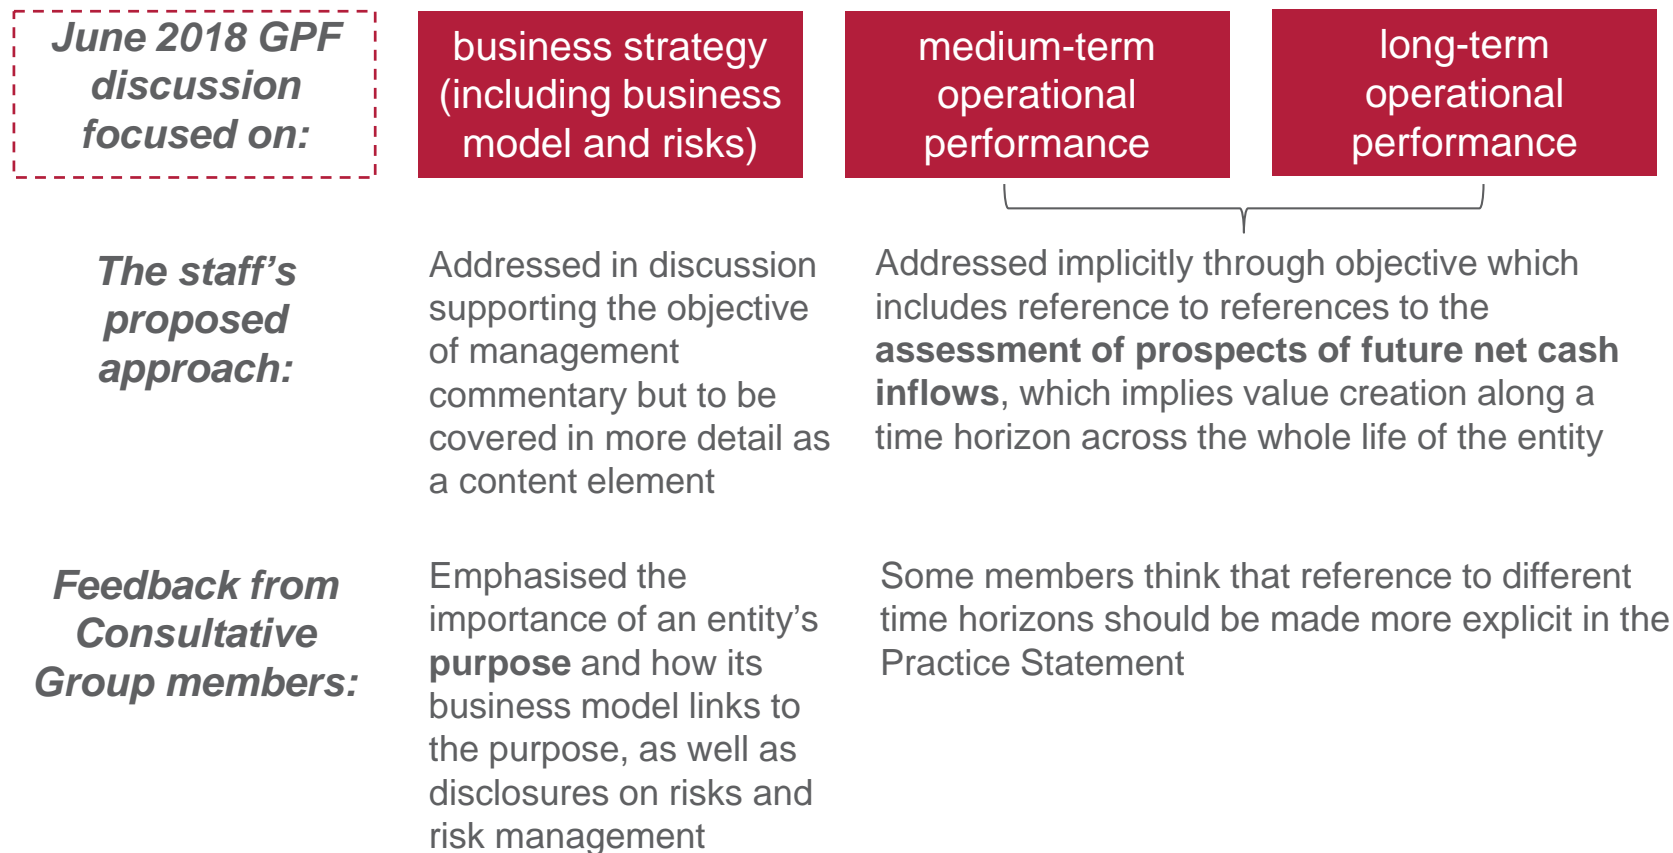 June 2018 GPF
discussion
focused on:
business strategy
(including business
model and risks)
medium-term
operational
performance
long-term
operational
performance
The staff's
proposed
approach:
Addressed in discussion
supporting the objective
of management
commentary but to be
covered in more detail as
a content element
Addressed implicitly through objective which
includes reference to references to the
assessment of prospects of future net cash
inflows, which implies value creation along a
time horizon across the whole life of the entity
Feedback from
Consultative
Group members:
Emphasised the
importance of an entity's
purpose and how its
business model links to
the purpose, as well as
disclosures on risks and
risk management
Some members think that reference to different
time horizons should be made more explicit in the
Practice Statement